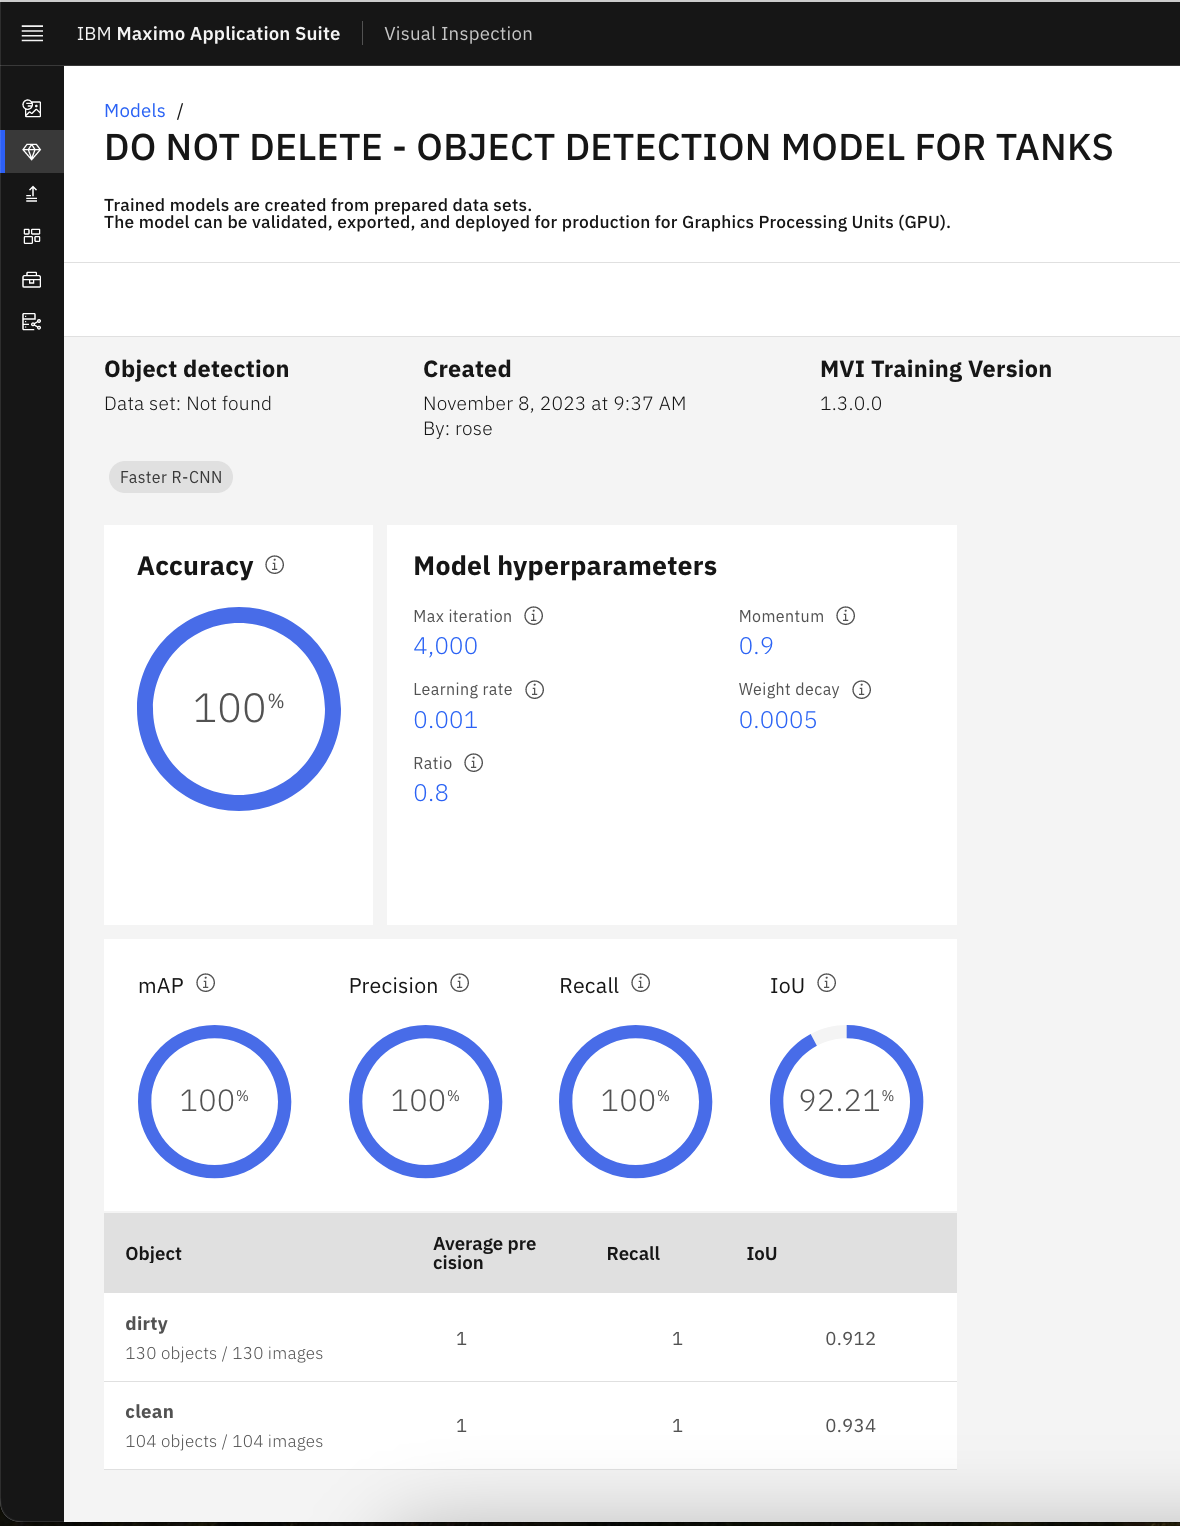 IBM Maximo Application Suite Visual Inspection
Models /
DO NOT DELETE - OBJECT DETECTION MODEL FOR TANKS
Trained models are created from prepared data sets.
The model can be validated, exported, and deployed for production for Graphics Processing Units (GPU).
Object detection Created MVI Training Version
Data set: Not found November 8, 2023 at 9:37 AM 1.3.0.0
By: rose
Faster R-CNN
Accuracy
100%
Model hyperparameters
Max iteration Momentum
4,000 0.9
Learning rate Weight decay
0.001 0.0005
Ratio
0.8
mAP Precision Recall IoU
100% 100% 100% 92.21%
Object Average pre Recall IoU
cision
dirty
130 objects / 130 images 1 1 0.912
clean
104 objects / 104 images 1 1 0.934